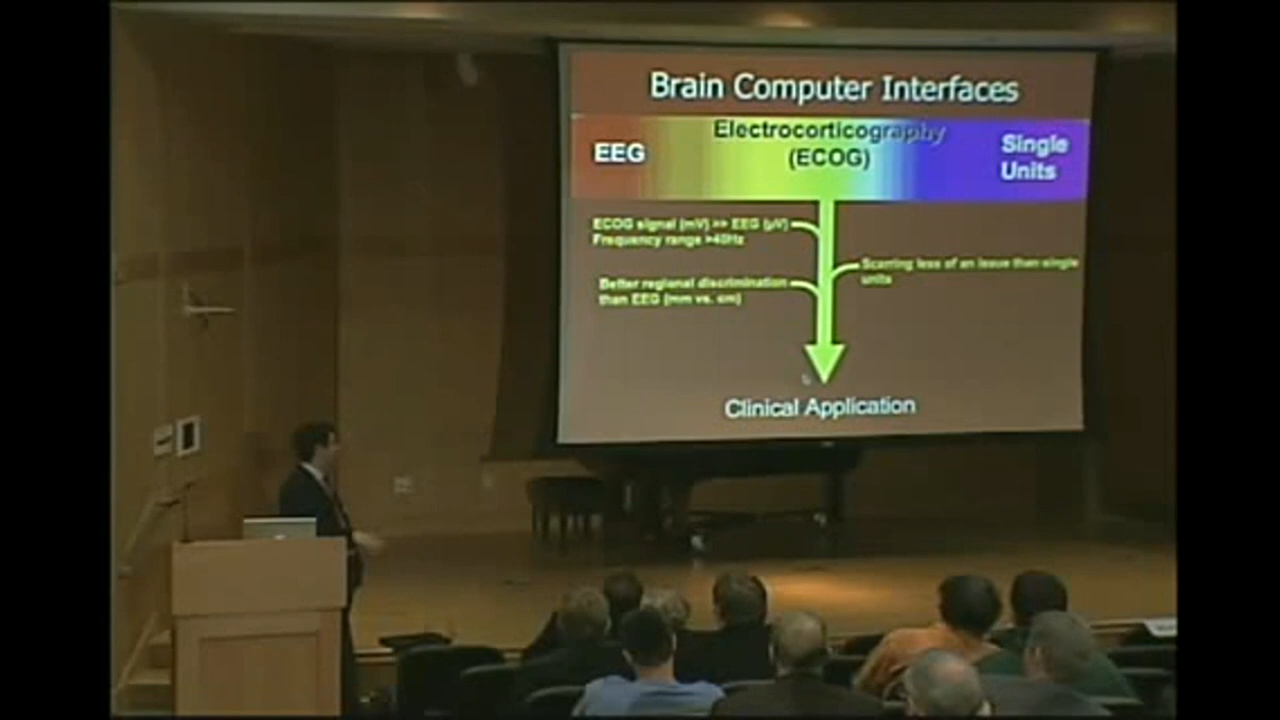 Brain Computer Interfaces
EEG
Electrocorticography
(ECOG)
Single
Units
ECOG signal (mV) >> EEG (µV)
Frequency range >40Hz
Scarring less of an issue than single
units
Better regional discrimination
than EEG (mm vs. cm)
Clinical Application